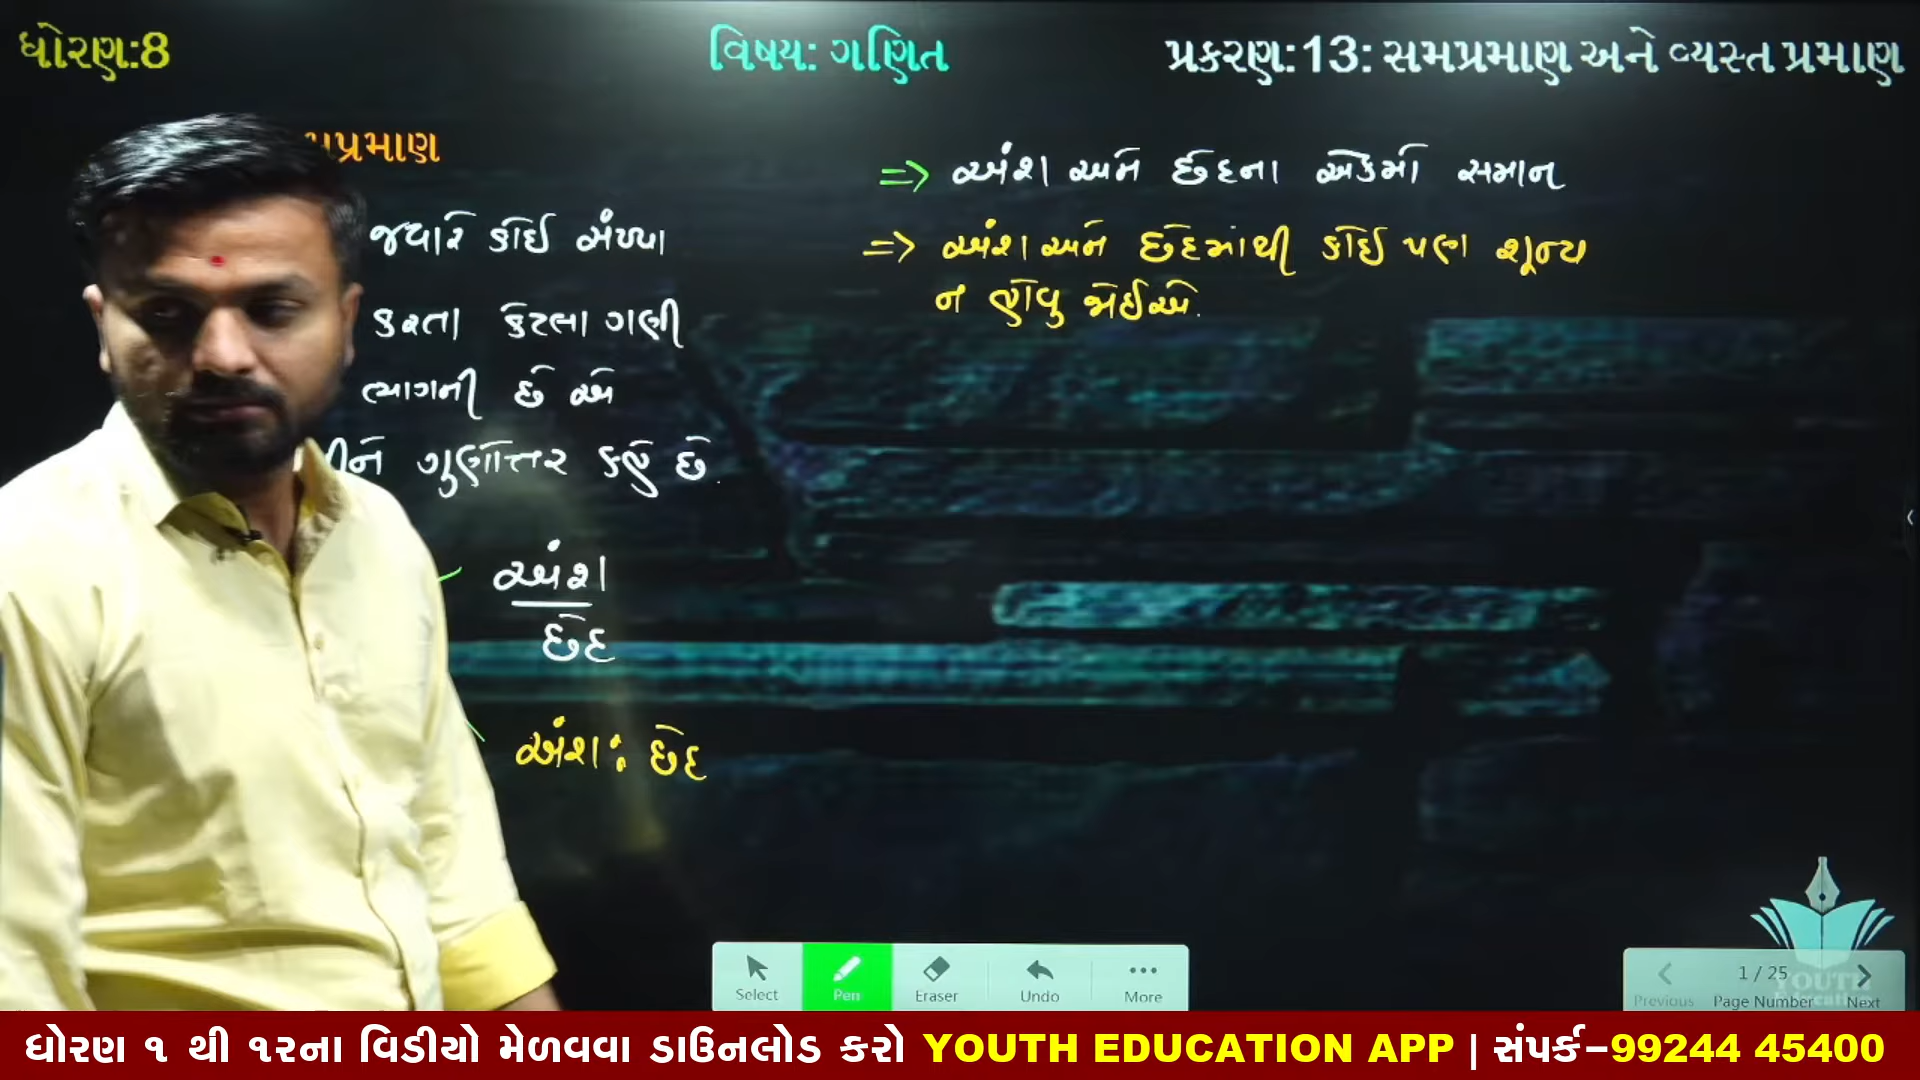 ધોરણ:8
વિષય: ગણિત
પ્રકરણ:13: સમપ્રમાણ અને વ્યસ્ત પ્રમાણ
પ્રમાણ
જ્યારે કોઈ સંખ્યા
કરતા કેટલા ગણી
ભાગની છે એ
ગુણોત્તર કહે છે.
અંશ
છેદ
અંશ : છેદ
=> અંશ અને છેદના એકમો સમાન
=> અંશ અને છેદમાંથી કોઈ પણ શૂન્ય
ન હોવુ જોઈએ.
Select
Pen
Eraser
Undo
More
1 / 25
Previous
Page Number
Next
YOUTH
ધોરણ ૧ થી ૧૨ના વિડીયો મેળવવા ડાઉનલોડ કરો YOUTH EDUCATION APP | સંપર્ક–99244 45400